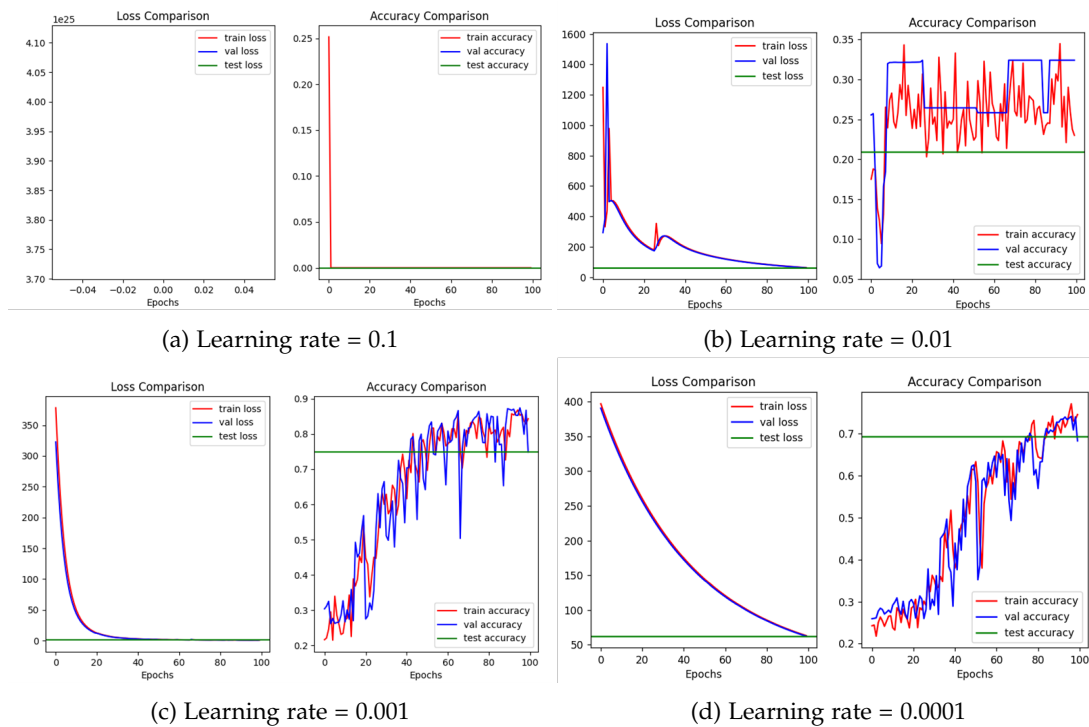 Loss Comparison
1e25
4.10
4.05
4.00
3.95
3.90
3.85
3.80
3.75
3.70
train loss
val loss
test loss
−0.04 −0.02 0.00 0.02 0.04
Epochs
Accuracy Comparison
0.25
0.20
0.15
0.10
0.05
0.00
train accuracy
val accuracy
test accuracy
0 20 40 60 80 100
Epochs
(a) Learning rate = 0.1
Loss Comparison
1600
1400
1200
1000
800
600
400
200
0
train loss
val loss
test loss
0 20 40 60 80 100
Epochs
Accuracy Comparison
0.35
0.30
0.25
0.20
0.15
0.10
0.05
train accuracy
val accuracy
test accuracy
0 20 40 60 80 100
Epochs
(b) Learning rate = 0.01
Loss Comparison
350
300
250
200
150
100
50
0
train loss
val loss
test loss
0 20 40 60 80 100
Epochs
Accuracy Comparison
0.9
0.8
0.7
0.6
0.5
0.4
0.3
0.2
train accuracy
val accuracy
test accuracy
0 20 40 60 80 100
Epochs
(c) Learning rate = 0.001
Loss Comparison
400
350
300
250
200
150
100
50
train loss
val loss
test loss
0 20 40 60 80 100
Epochs
Accuracy Comparison
0.7
0.6
0.5
0.4
0.3
0.2
train accuracy
val accuracy
test accuracy
0 20 40 60 80 100
Epochs
(d) Learning rate = 0.0001